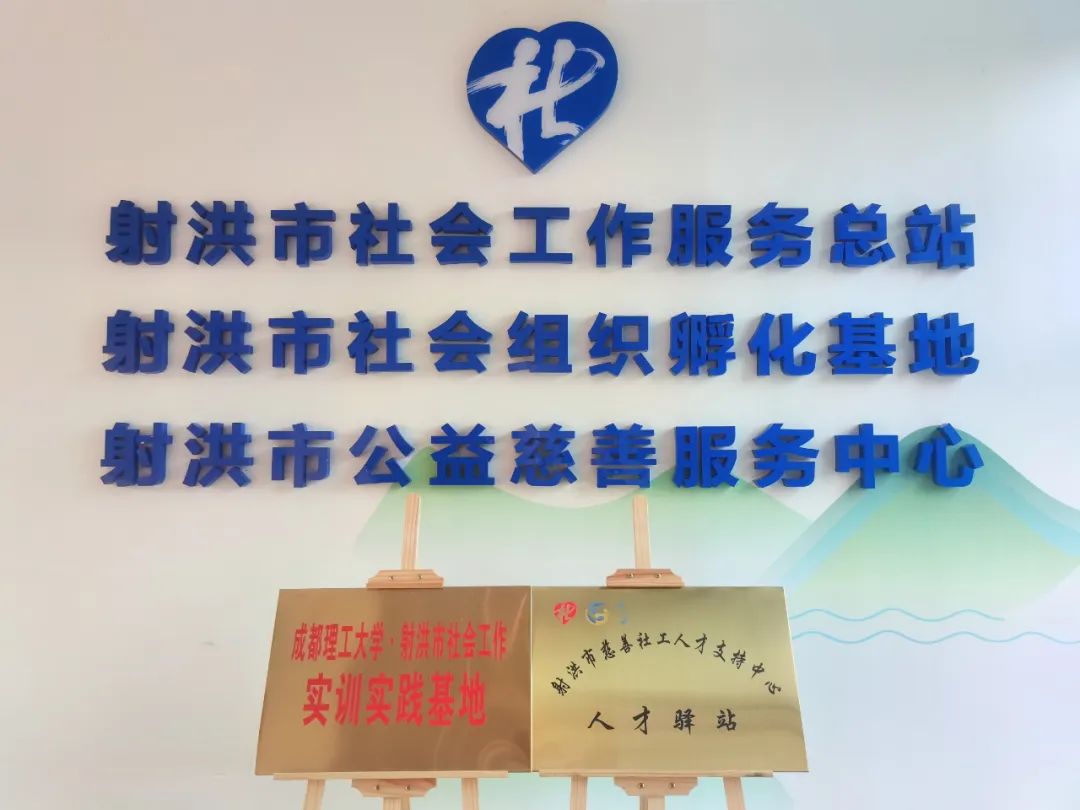 社
射洪市社会工作服务总站
射洪市社会组织孵化基地
射洪市公益慈善服务中心
成都理工大学·射洪市社会工作
实训实践基地
射洪市慈善社工人才支持中心
人才驿站